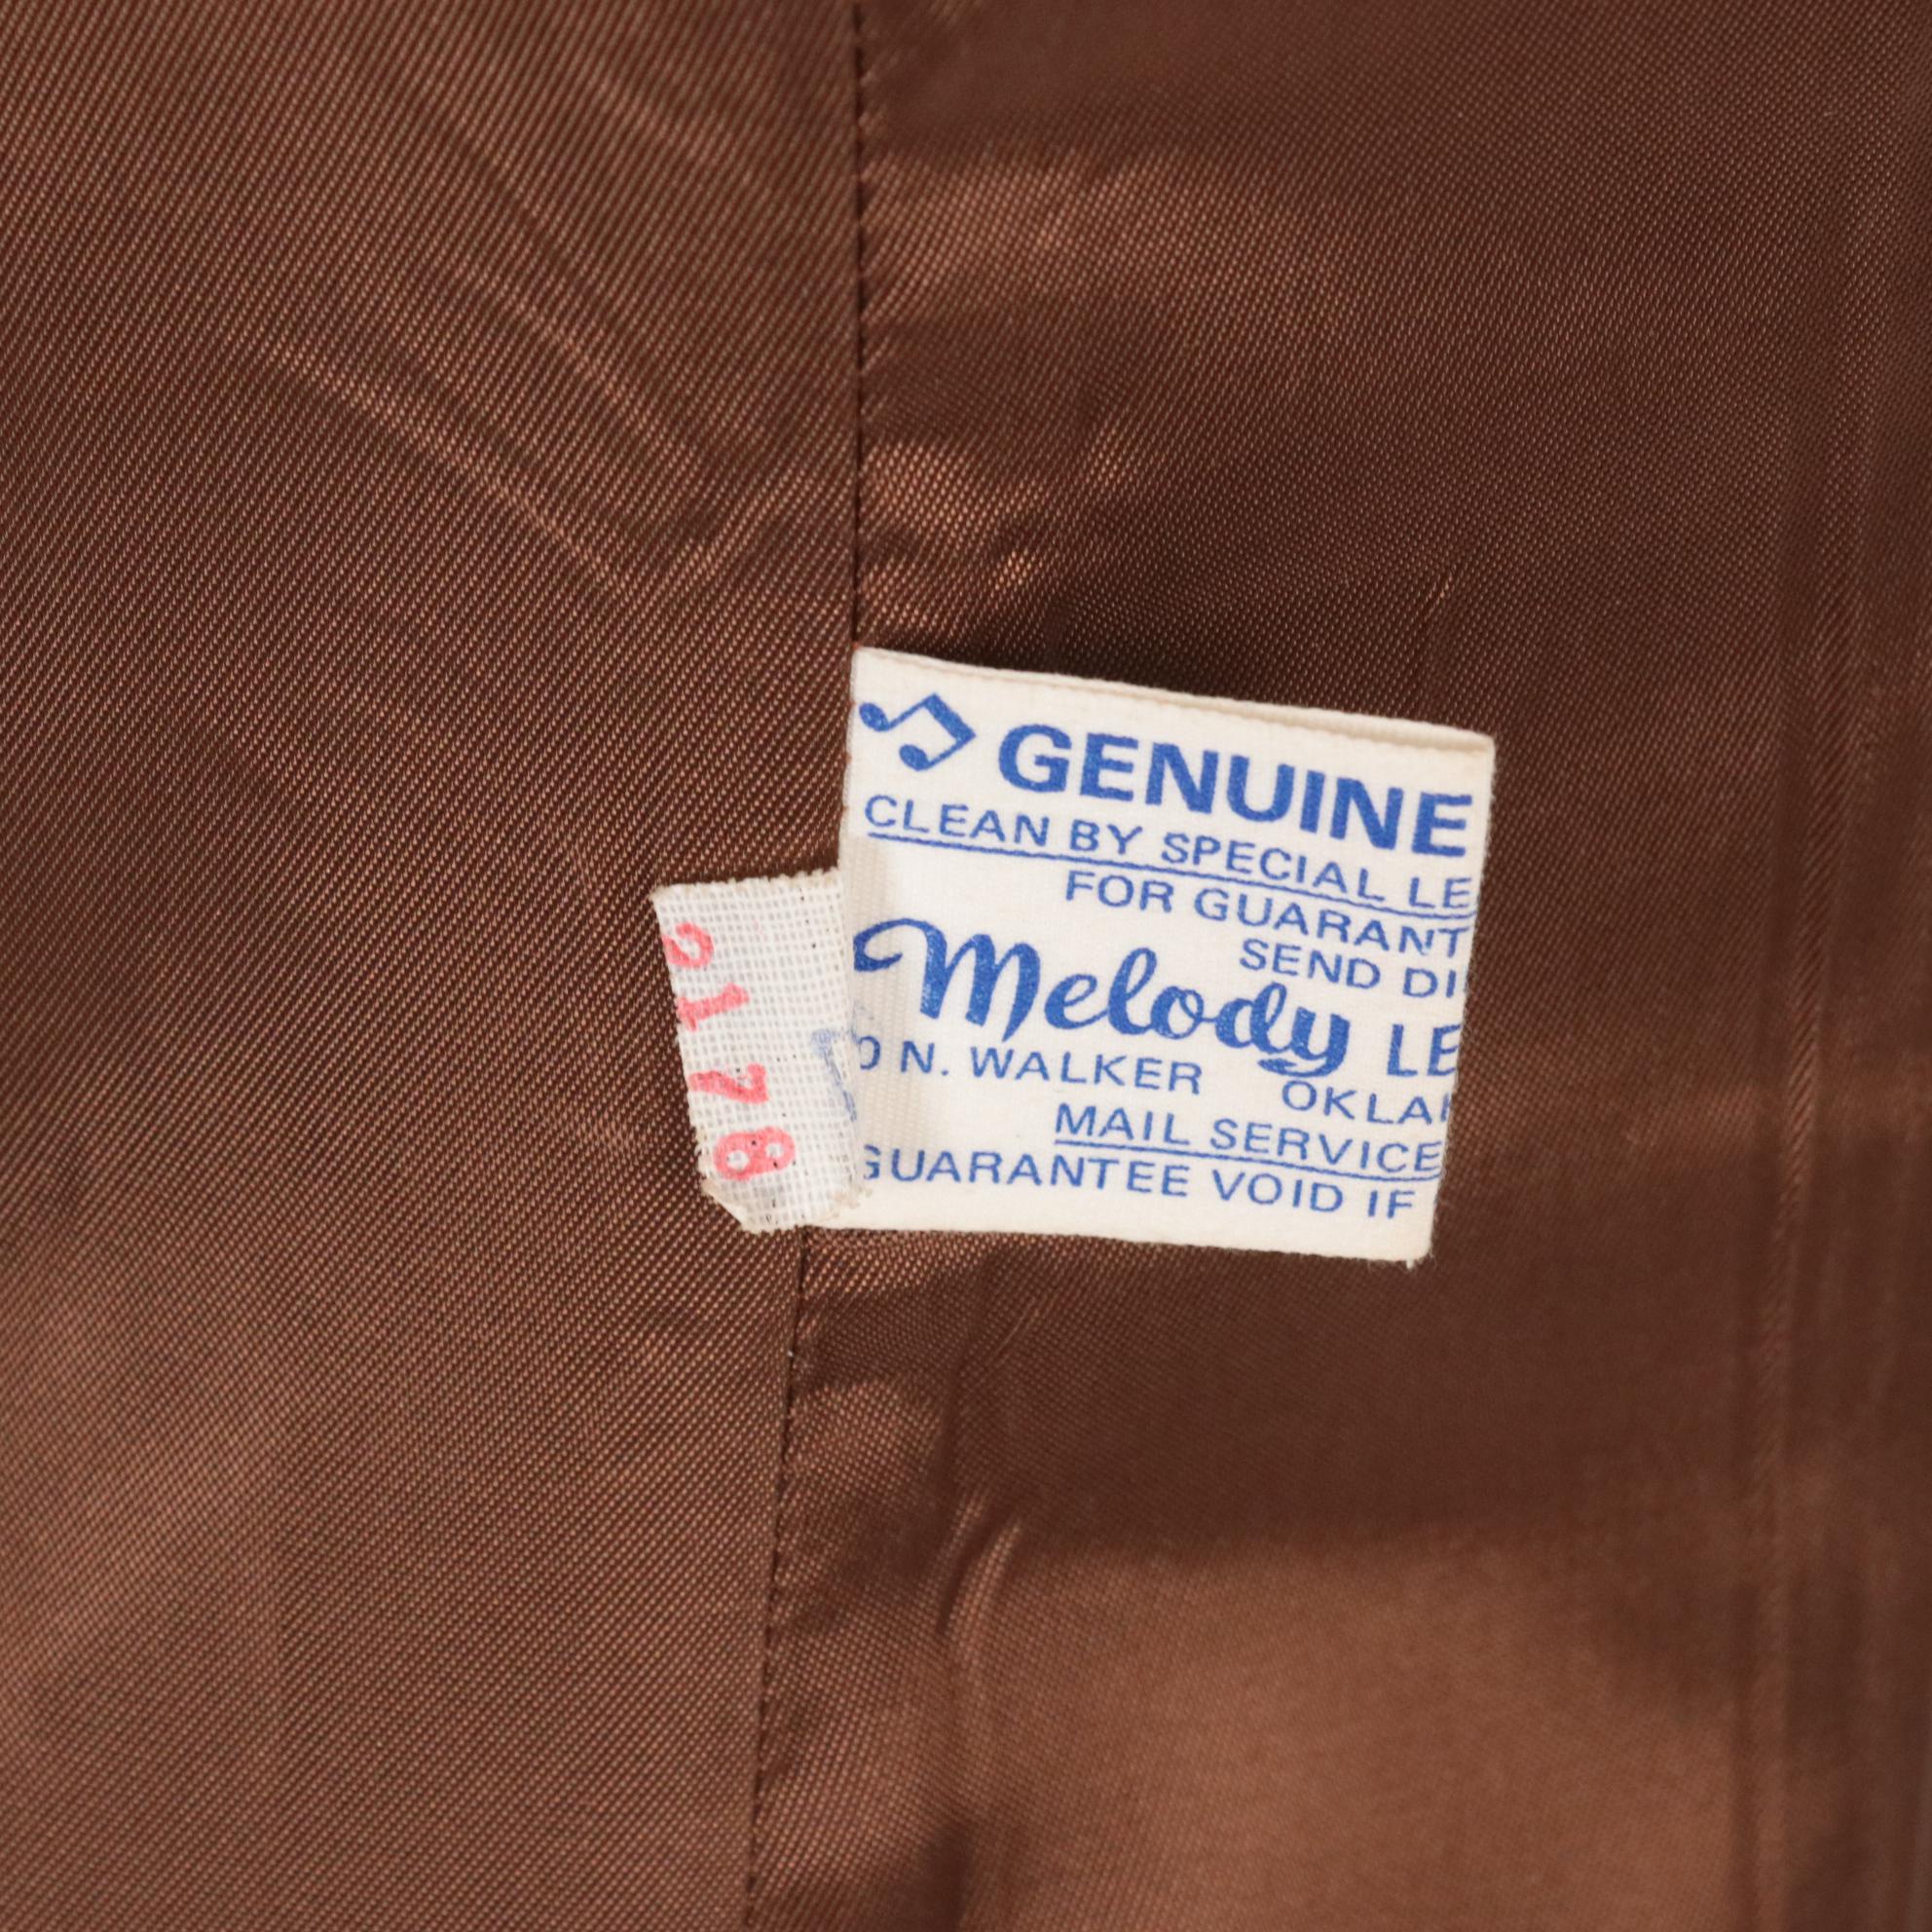 GENUINE
CLEAN BY SPECIAL LE
FOR GUARANT
SEND DI
Melody LE
N. WALKER OKLA
MAIL SERVICE
GUARANTEE VOID IF
2178